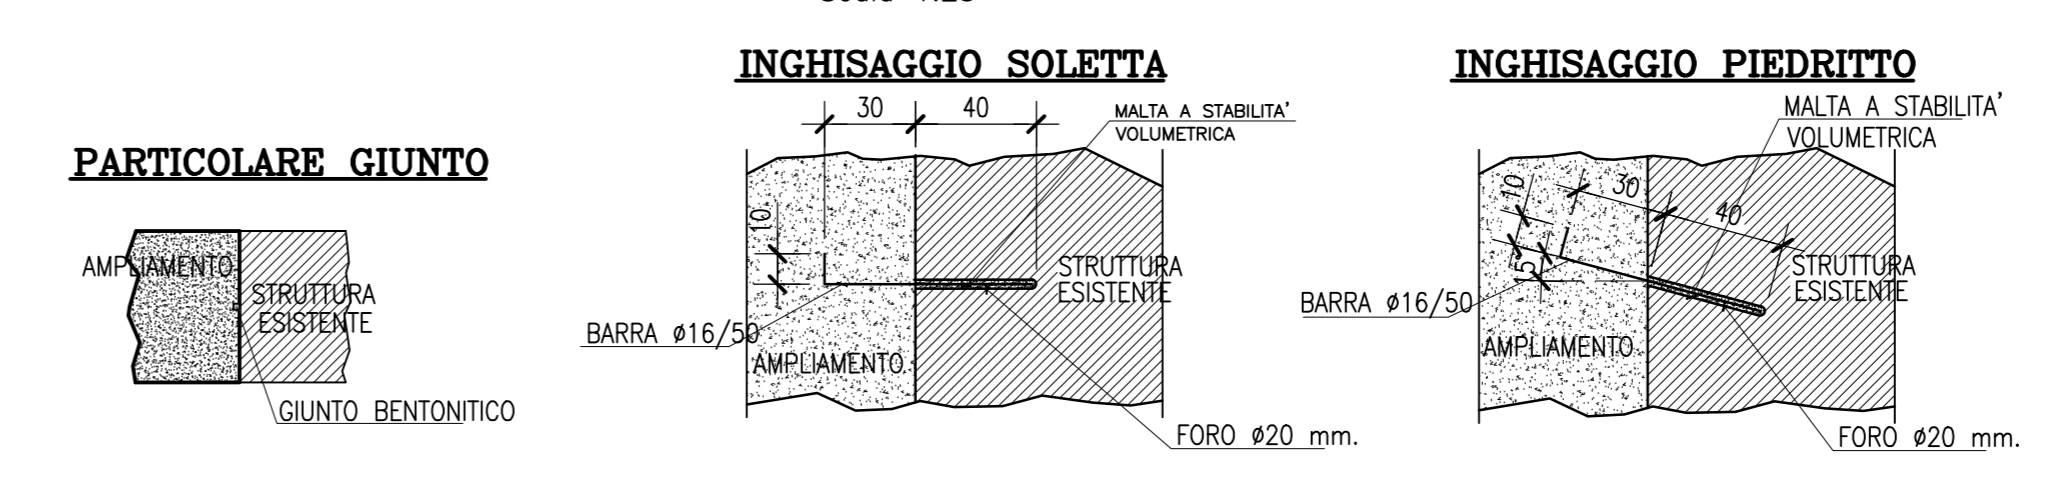 PARTICOLARE GIUNTO
AMPLIAMENTO
STRUTTURA
ESISTENTE
GIUNTO BENTONITICO
INGHISAGGIO SOLETTA
30
40
MALTA A STABILITA'
VOLUMETRICA
10
STRUTTURA
ESISTENTE
BARRA ø16/50
AMPLIAMENTO
FORO ø20 mm.
INGHISAGGIO PIEDRITTO
MALTA A STABILITA'
VOLUMETRICA
10
30
40
15
STRUTTURA
ESISTENTE
BARRA ø16/50
AMPLIAMENTO
FORO ø20 mm.